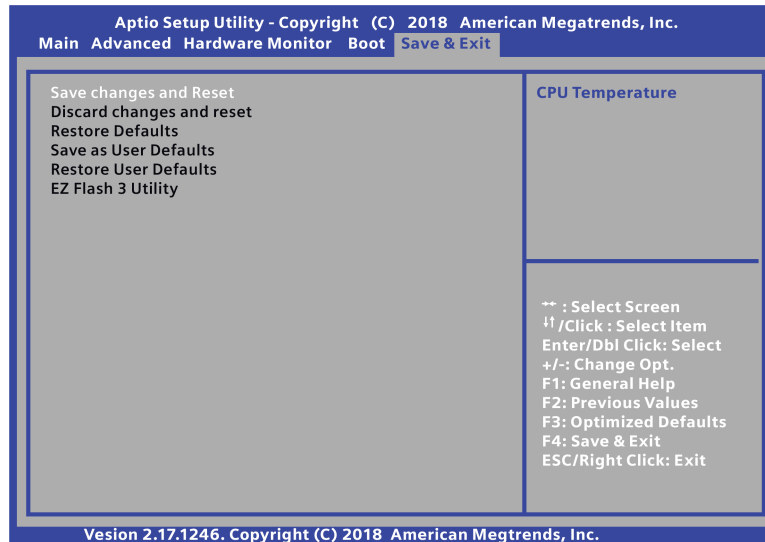 Aptio Setup Utility - Copyright (C) 2018 American Megatrends, Inc.
Main Advanced Hardware Monitor Boot Save & Exit
Save changes and Reset
Discard changes and reset
Restore Defaults
Save as User Defaults
Restore User Defaults
EZ Flash 3 Utility
CPU Temperature
→← : Select Screen
↓↑/Click : Select Item
Enter/Dbl Click: Select
+/-: Change Opt.
F1: General Help
F2: Previous Values
F3: Optimized Defaults
F4: Save & Exit
ESC/Right Click: Exit
Vesion 2.17.1246. Copyright (C) 2018 American Megtrends, Inc.